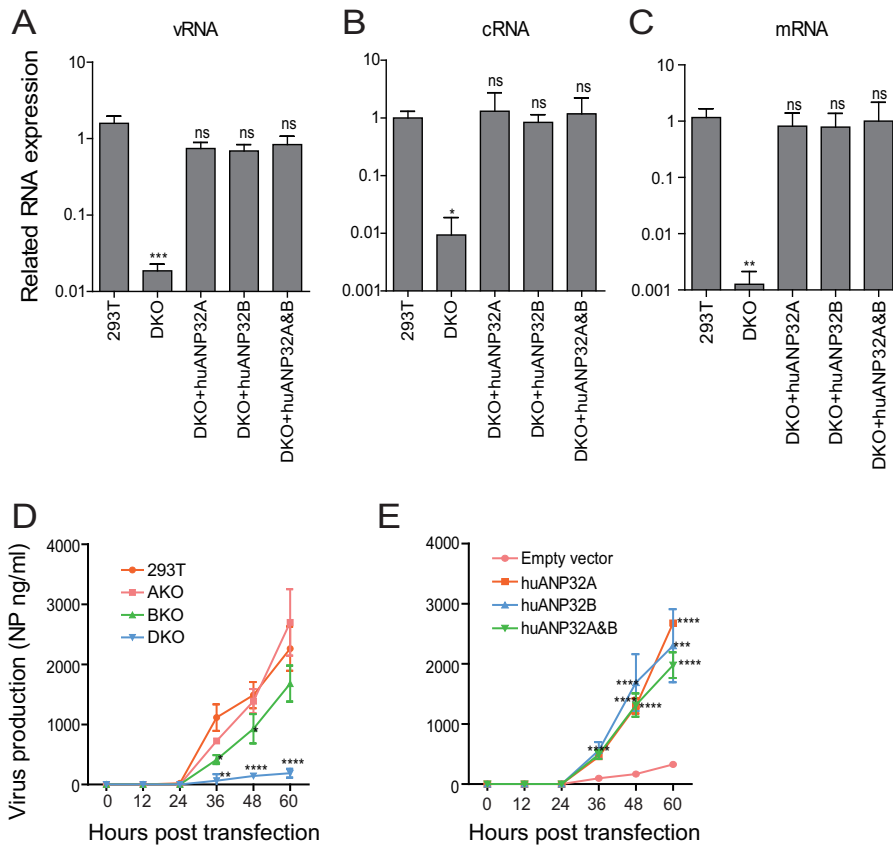 A
vRNA
Related RNA expression
10
1
0.1
0.01
ns
ns
ns
***
293T
DKO
DKO+huANP32A
DKO+huANP32B
DKO+huANP32A&B
B
cRNA
100
10
1
0.1
0.01
0.001
ns
ns
ns
*
293T
DKO
DKO+huANP32A
DKO+huANP32B
DKO+huANP32A&B
C
mRNA
10
1
0.1
0.01
0.001
ns
ns
ns
**
293T
DKO
DKO+huANP32A
DKO+huANP32B
DKO+huANP32A&B
D
Virus production (NP ng/ml)
4000
3000
2000
1000
0
293T
AKO
BKO
DKO
*
*
**
****
****
0 12 24 36 48 60
Hours post transfection
E
4000
3000
2000
1000
0
Empty vector
huANP32A
huANP32B
huANP32A&B
****
***
****
****
****
****
****
0 12 24 36 48 60
Hours post transfection